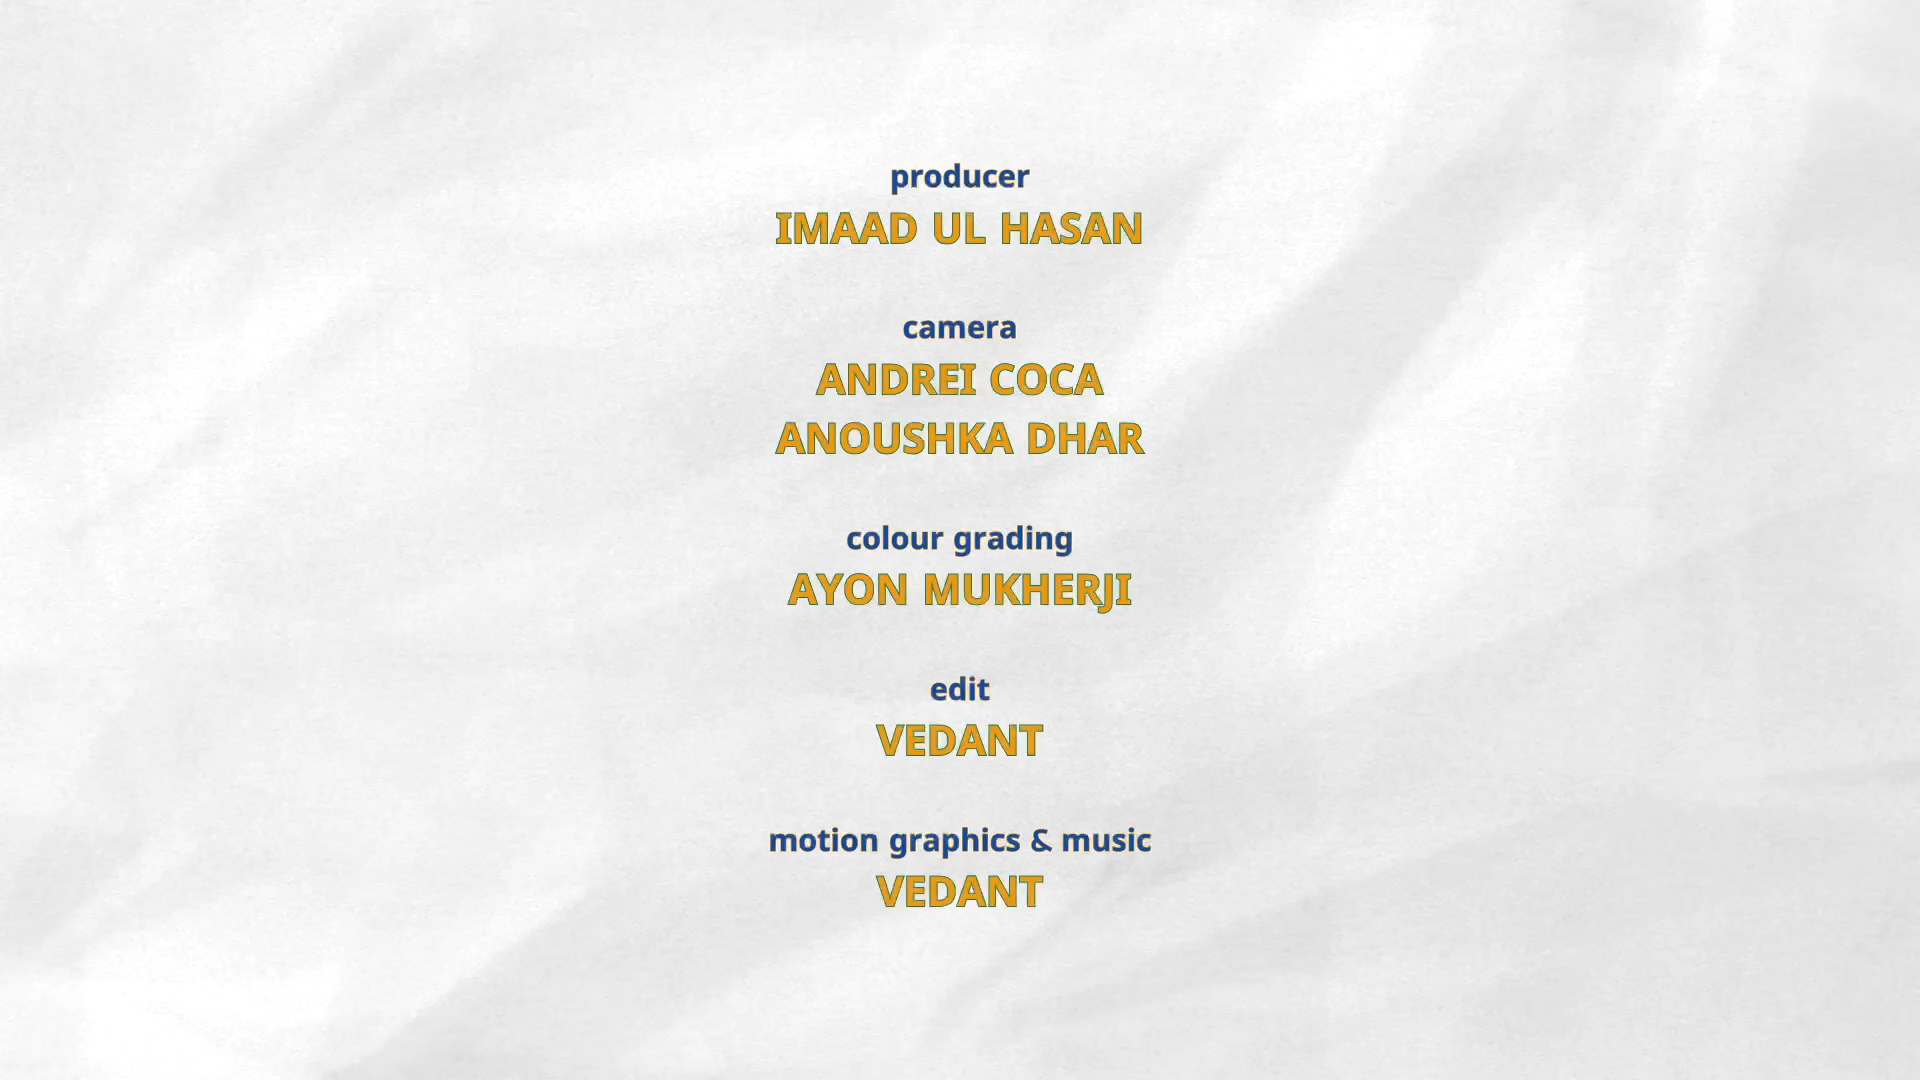 producer
IMAAD UL HASAN
camera
ANDREI COCA
ANOUSHKA DHAR
colour grading
AYON MUKHERJI
edit
VEDANT
motion graphics & music
VEDANT